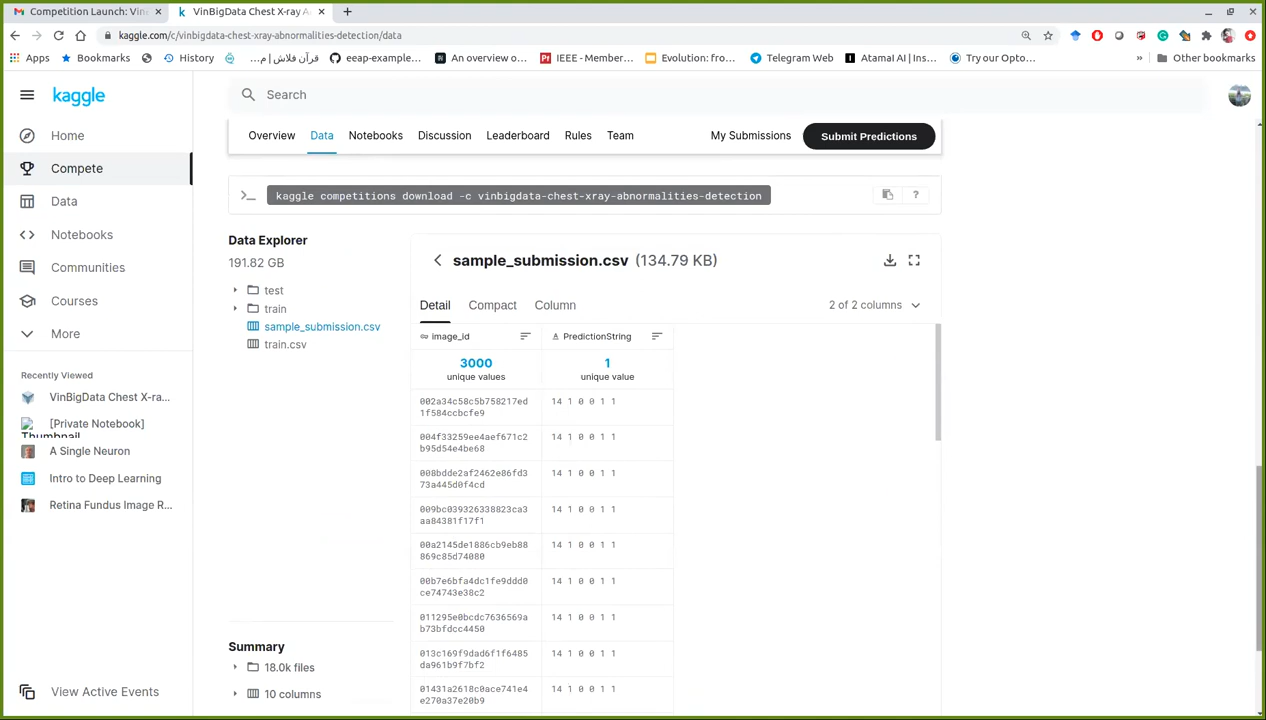 Competition Launch: Vin
VinBigData Chest X-ray A
kaggle.com/c/vinbigdata-chest-xray-abnormalities-detection/data
Apps
Bookmarks
History
قرآن فلاش | م...
eeap-example...
An overview o...
IEEE - Member...
Evolution: fro...
Telegram Web
AtamaI AI | Ins...
Try our Opto...
»
Other bookmarks
kaggle
Search
Home
Compete
Data
Notebooks
Communities
Courses
More
Recently Viewed
VinBigData Chest X-ra...
[Private Notebook]
A Single Neuron
Intro to Deep Learning
Retina Fundus Image R...
View Active Events
Overview Data Notebooks Discussion Leaderboard Rules Team My Submissions Submit Predictions
>_ kaggle competitions download -c vinbigdata-chest-xray-abnormalities-detection ?
Data Explorer
191.82 GB
test
train
sample_submission.csv
train.csv
Summary
18.0k files
10 columns
sample_submission.csv (134.79 KB)
Detail Compact Column 2 of 2 columns
image_id A PredictionString
3000 1
unique values unique value
002a34c58c5b758217ed 14 1 0 0 1 1
1f584ccbcfe9
004f33259ee4aef671c2 14 1 0 0 1 1
b95d54e4be68
008bdde2af2462e86fd3 14 1 0 0 1 1
73a445d0f4cd
009bc039326338823ca3 14 1 0 0 1 1
aa84381f17f1
00a2145de1886cb9eb88 14 1 0 0 1 1
869c85d74080
00b7e6bfa4dc1fe9ddd0 14 1 0 0 1 1
ce74743e38c2
011295e0bcdc7636569a 14 1 0 0 1 1
b73bfdcc4450
013c169f9dad6f1f6485 14 1 0 0 1 1
da961b9f7bf2
01431a2618c0ace741e4 14 1 0 0 1 1
e270a37e20b9